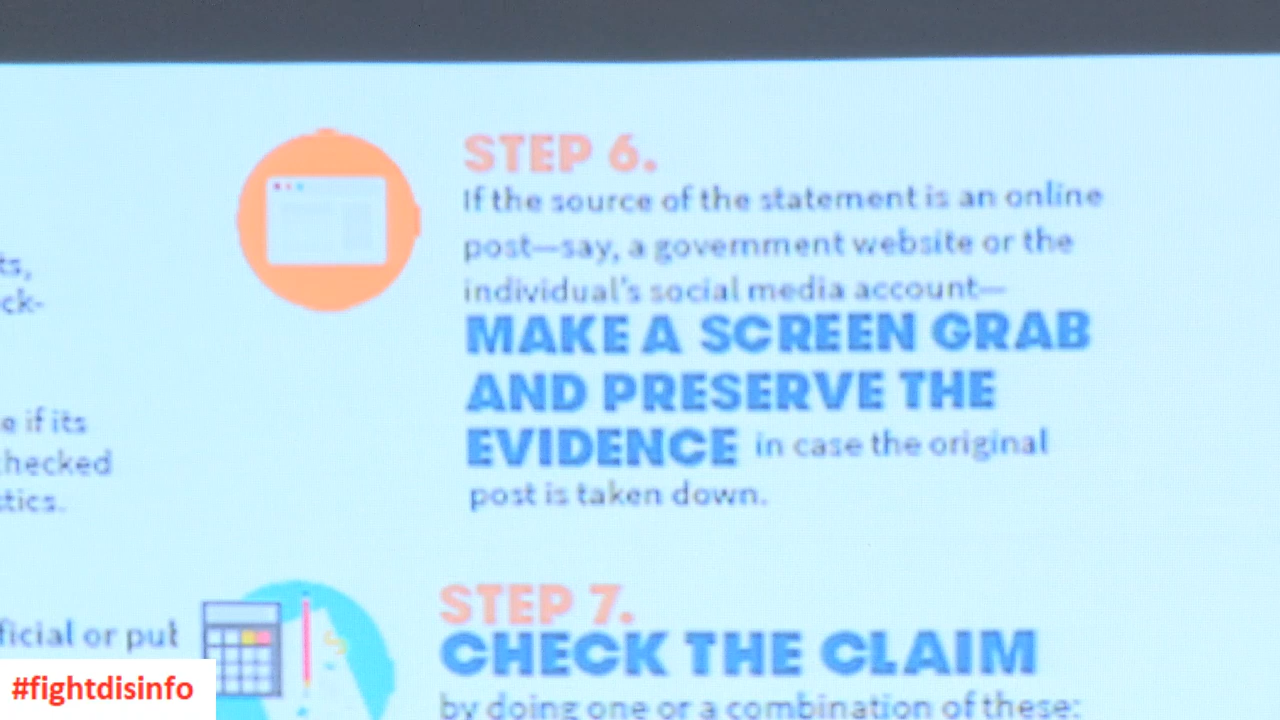 STEP 6.
If the source of the statement is an online
post—say, a government website or the
individual's social media account—
MAKE A SCREEN GRAB
AND PRESERVE THE
EVIDENCE in case the original
post is taken down.
STEP 7.
CHECK THE CLAIM
by doing one or a combination of these:
ts,
ck-
e if its
checked
stics.
ficial or put
#fightdisinfo